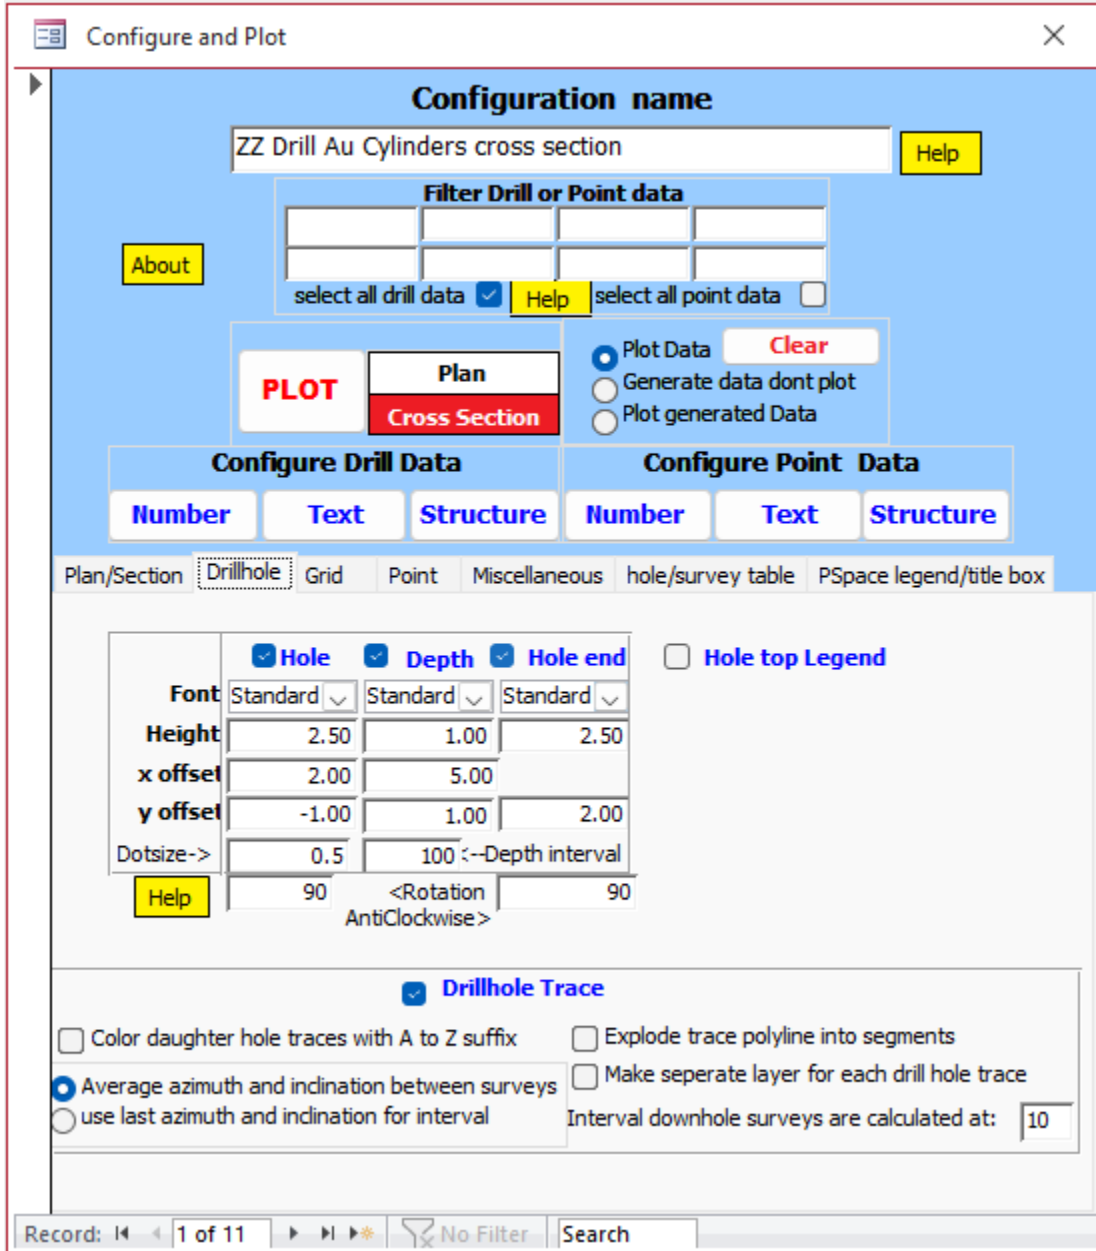 Configure and Plot
Configuration name
ZZ Drill Au Cylinders cross section
Help
Filter Drill or Point data
About
select all drill data Help select all point data
PLOT
Plan
Cross Section
Plot Data Clear
Generate data dont plot
Plot generated Data
Configure Drill Data Configure Point Data
Number Text Structure Number Text Structure
Plan/Section Drillhole Grid Point Miscellaneous hole/survey table PSpace legend/title box
Hole Depth Hole end Hole top Legend
Font Standard Standard Standard
Height 2.50 1.00 2.50
x offset 2.00 5.00
y offset -1.00 1.00 2.00
Dotsize-> 0.5 100 <--Depth interval
Help 90 <Rotation 90
AntiClockwise>
Drillhole Trace
Color daughter hole traces with A to Z suffix Explode trace polyline into segments
Average azimuth and inclination between surveys Make seperate layer for each drill hole trace
use last azimuth and inclination for interval Interval downhole surveys are calculated at: 10
Record: 1 of 11 No Filter Search